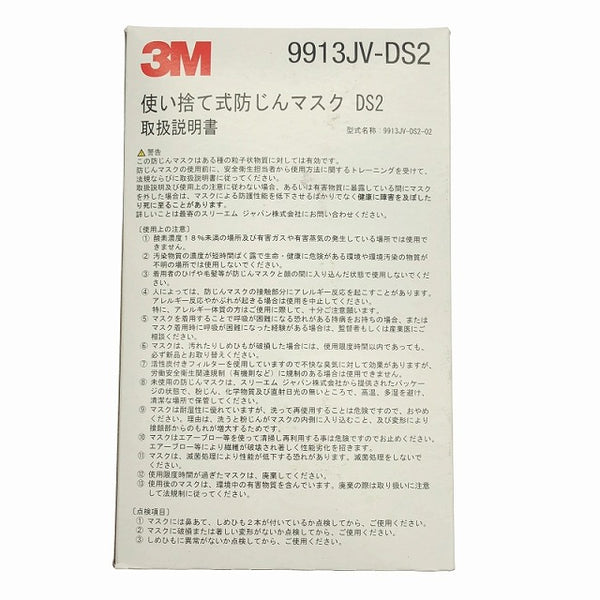 3M
9913JV-DS2
使い捨て式防じんマスク DS2
取扱説明書
型式名称：9913JV-DS2-02
⚠警告
この防じんマスクはある種の粒子状物質に対しては有効です。
防じんマスクの使用前に、安全衛生担当者から使用方法に関するトレーニングを受けて、
法規ならびに取扱説明書に従ってください。
取扱説明及び使用上の注意に従わない場合、あるいは有害物質に暴露している間にマスク
を外した場合は、マスクによる防護性能を低下させるばかりでなく健康に障害を及ぼした
り死に至ることがあります。
詳しいことは最寄のスリーエム ジャパン株式会社にお問い合わせください。
〔使用上の注意〕
① 酸素濃度１８％未満の場所及び有害ガスや有害蒸気の発生している場所では使用で
きません。
② 汚染物質の濃度が短時間ばく露で生命・健康に危険がある環境や環境汚染の物質が
不明の場所では使用しないでください。
③ 着用者のひげや毛髪等が防じんマスクと顔の間に入り込んだ状態で使用しないでくだ
さい。
④ 人によっては、防じんマスクの接触部分にアレルギー反応を起こすことがあります。
アレルギー反応やかぶれが起きる場合は使用を中止してください。
特に、アレルギー体質の方はご使用に際して、十分ご注意願います。
⑤ マスクを着用することで呼吸が困難になる恐れがある持病をお持ちの場合、または
マスク着用時に呼吸が困難になった経験がある場合は、監督者もしくは産業医にご
相談ください。
⑥ マスクは、汚れたりしめひもが破損した場合には、使用限度時間以内であっても、
必ず新品とお取り替えください。
⑦ 活性炭付きフィルターを使用していますので不快な臭気に対して効果がありますが、
労働安全衛生関連規制（有機則など）に規制のある場合は使用できません。
⑧ 未使用の防じんマスクは、スリーエム ジャパン株式会社から提供されたパッケー
ジの状態で、粉じん、化学物質及び直射日光の無いところで、高温、多湿を避け、
清潔な場所で保管してください。
⑨ マスクは耐湿性に優れていますが、洗って再使用することは危険ですので、おやめ
ください。理由は、洗うと粉じんがマスクの内側に入り込むこと、及び変形により
接顔部からのもれが増大するためです。
⑩ マスクはエアーブロー等を使って清掃し再利用する事は危険ですのでお止めください。
エアーブロー等により繊維が破壊され著しく性能劣化を招きます。
⑪ マスクは、滅菌処理により性能が低下する恐れがあります。滅菌処理をしないで
ください。
⑫ 使用限度時間が過ぎたマスクは、廃棄してください。
⑬ 使用後のマスクは、環境中の有害物質を含んでいます。廃棄の際は取り扱いに注意
して法規制に従ってください。
〔点検項目〕
① マスクには鼻あて、しめひも２本が付いているか点検してから、ご使用ください。
② マスクに破損または著しい変形がないか点検してから、ご使用ください。
③ しめひもに異常がないか点検してから、ご使用ください。